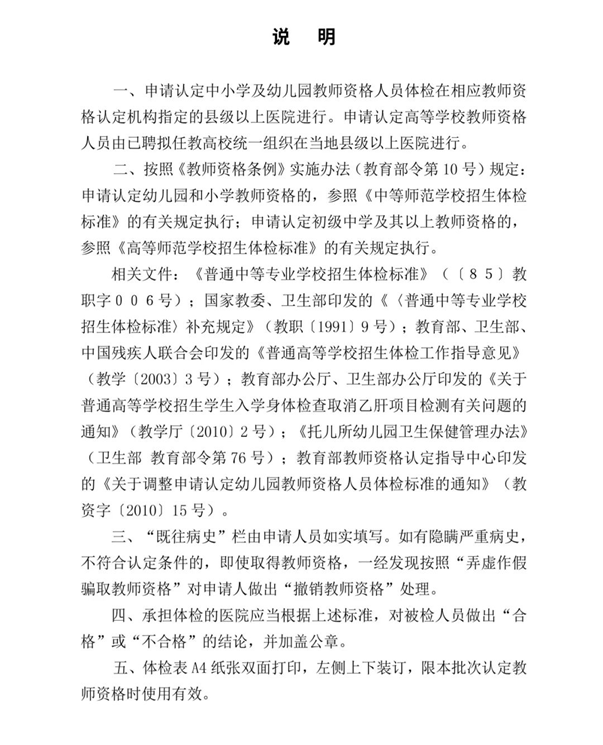 说 明
一、申请认定中小学及幼儿园教师资格人员体检在相应教师资
格认定机构指定的县级以上医院进行。申请认定高等学校教师资格
人员由已聘拟任教高校统一组织在当地县级以上医院进行。
二、按照《教师资格条例》实施办法（教育部令第 10 号）规定：
申请认定幼儿园和小学教师资格的，参照《中等师范学校招生体检
标准》的有关规定执行；申请认定初级中学及其以上教师资格的，
参照《高等师范学校招生体检标准》的有关规定执行。
相关文件：《普通中等专业学校招生体检标准》（〔８５〕教
职字００６号）；国家教委、卫生部印发的《〈普通中等专业学校
招生体检标准〉补充规定》（教职〔1991〕9 号）；教育部、卫生部、
中国残疾人联合会印发的《普通高等学校招生体检工作指导意见》
（教学〔2003〕3 号）；教育部办公厅、卫生部办公厅印发的《关于
普通高等学校招生学生入学身体检查取消乙肝项目检测有关问题的
通知》（教学厅〔2010〕2 号）；《托儿所幼儿园卫生保健管理办法》
（卫生部 教育部令第 76 号）；教育部教师资格认定指导中心印发
的《关于调整申请认定幼儿园教师资格人员体检标准的通知》（教
资字〔2010〕15 号）。
三、“既往病史”栏由申请人员如实填写。如有隐瞒严重病史，
不符合认定条件的，即使取得教师资格，一经发现按照“弄虚作假
骗取教师资格”对申请人做出“撤销教师资格”处理。
四、承担体检的医院应当根据上述标准，对被检人员做出“合
格”或“不合格”的结论，并加盖公章。
五、体检表 A4 纸张双面打印，左侧上下装订，限本批次认定教
师资格时使用有效。